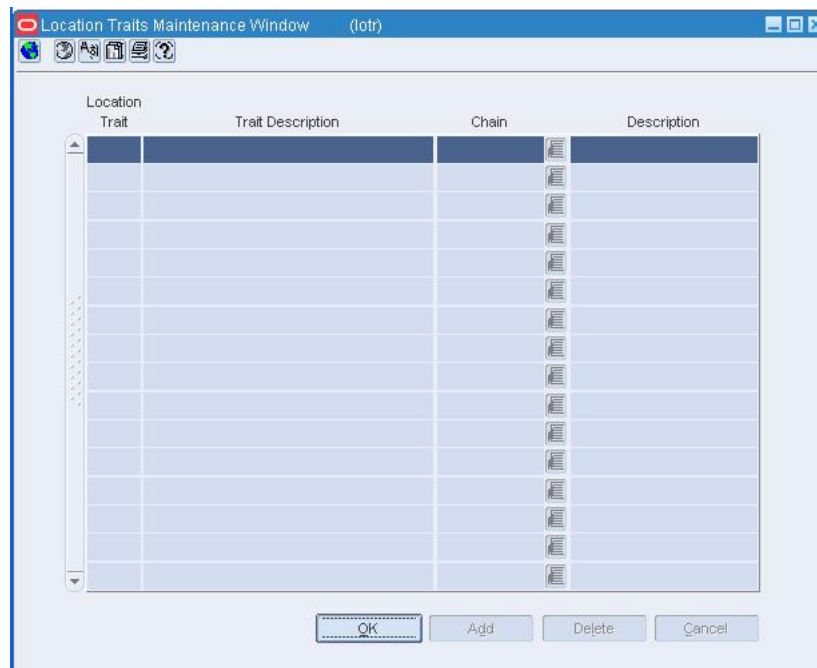 Location Traits Maintenance Window (lotr)
Location
Trait Trait Description Chain Description
OK Add Delete Cancel